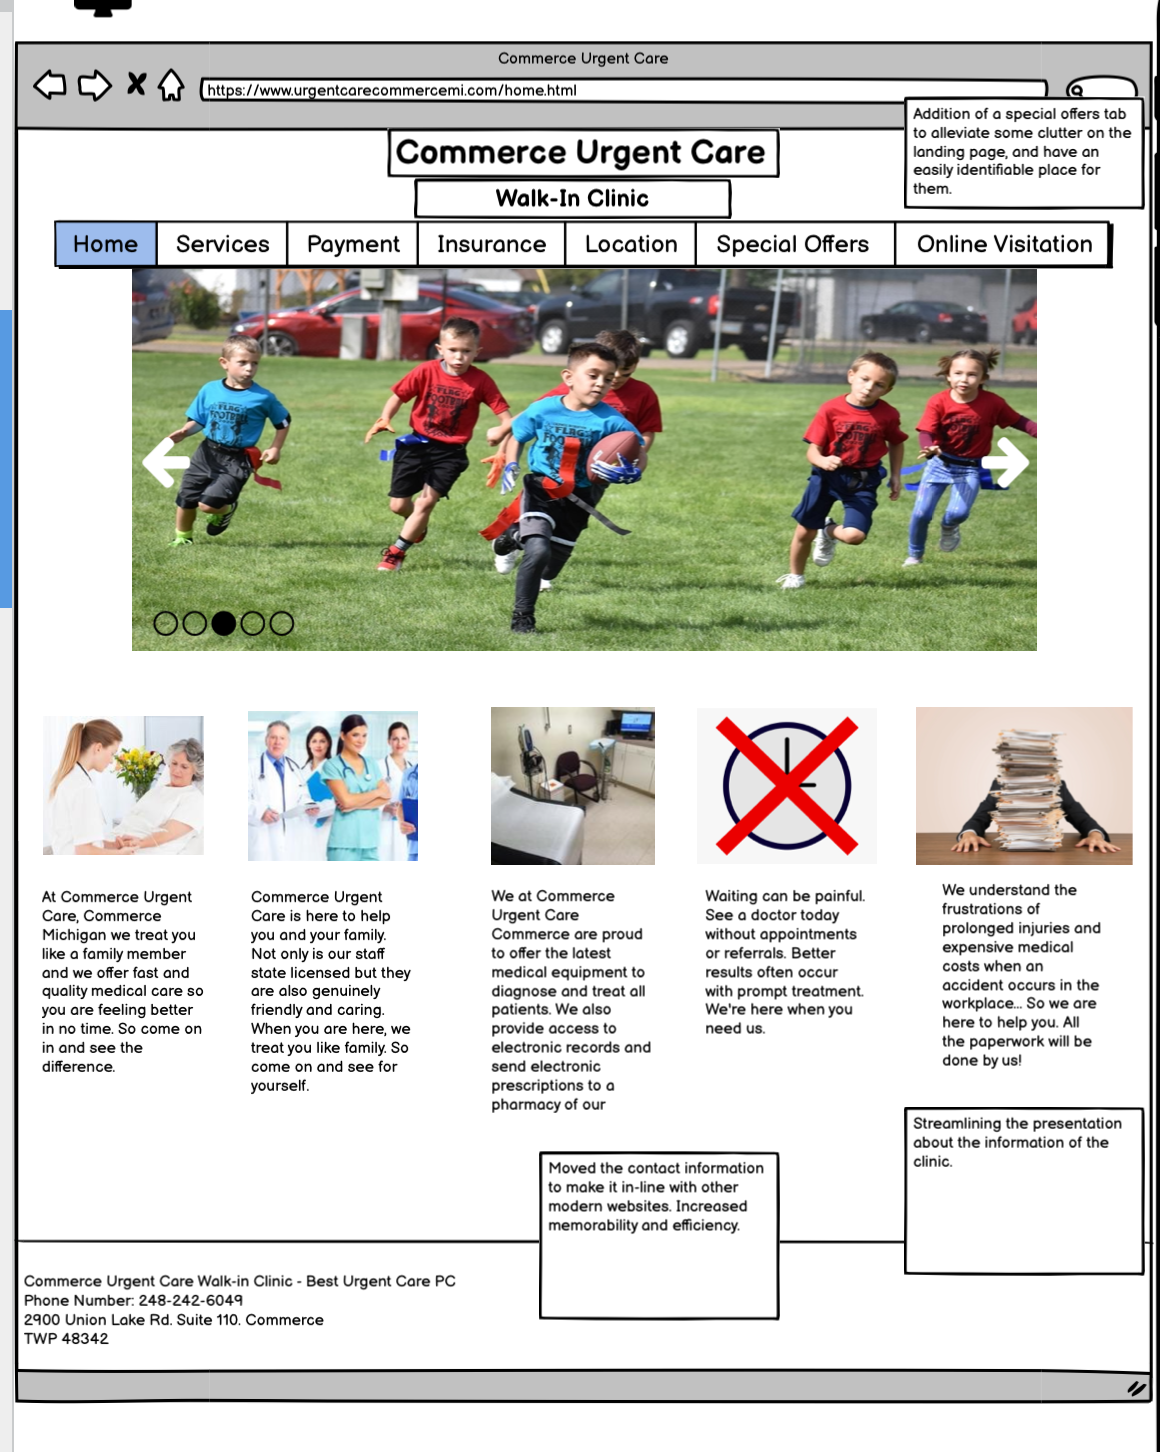 Commerce Urgent Care
https://www.urgentcarecommercemi.com/home.html
Addition of a special offers tab
to alleviate some clutter on the
landing page, and have an
easily identifiable place for
them.
Commerce Urgent Care
Walk-In Clinic
Home Services Payment Insurance Location Special Offers Online Visitation
FLAG
FOOTBALL
At Commerce Urgent
Care, Commerce
Michigan we treat you
like a family member
and we offer fast and
quality medical care so
you are feeling better
in no time. So come on
in and see the
difference.
Commerce Urgent
Care is here to help
you and your family.
Not only is our staff
state licensed but they
are also genuinely
friendly and caring.
When you are here, we
treat you like family. So
come on and see for
yourself.
We at Commerce
Urgent Care
Commerce are proud
to offer the latest
medical equipment to
diagnose and treat all
patients. We also
provide access to
electronic records and
send electronic
prescriptions to a
pharmacy of our
Waiting can be painful.
See a doctor today
without appointments
or referrals. Better
results often occur
with prompt treatment.
We're here when you
need us.
We understand the
frustrations of
prolonged injuries and
expensive medical
costs when an
accident occurs in the
workplace... So we are
here to help you. All
the paperwork will be
done by us!
Streamlining the presentation
about the information of the
clinic.
Moved the contact information
to make it in-line with other
modern websites. Increased
memorability and efficiency.
Commerce Urgent Care Walk-in Clinic - Best Urgent Care PC
Phone Number: 248-242-6049
2900 Union Lake Rd. Suite 110. Commerce
TWP 48342